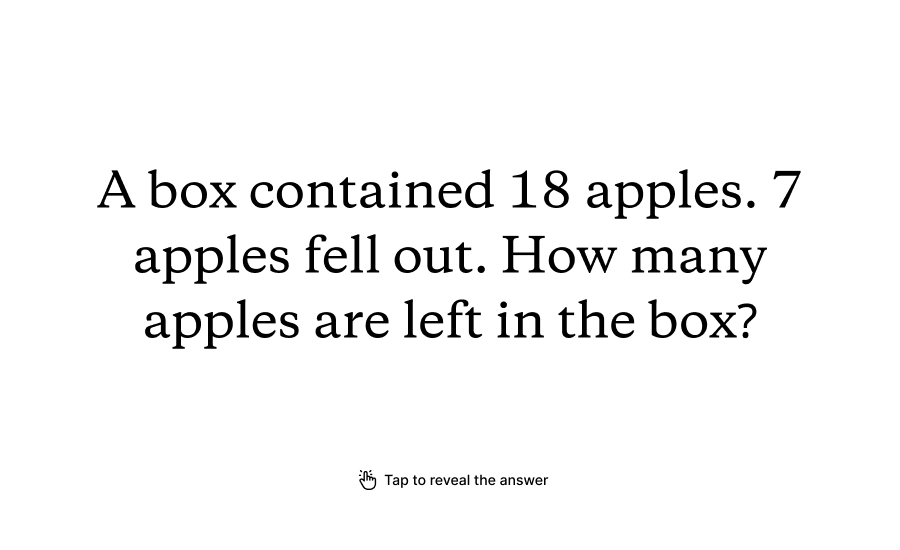 A box contained 18 apples. 7
apples fell out. How many
apples are left in the box?
Tap to reveal the answer